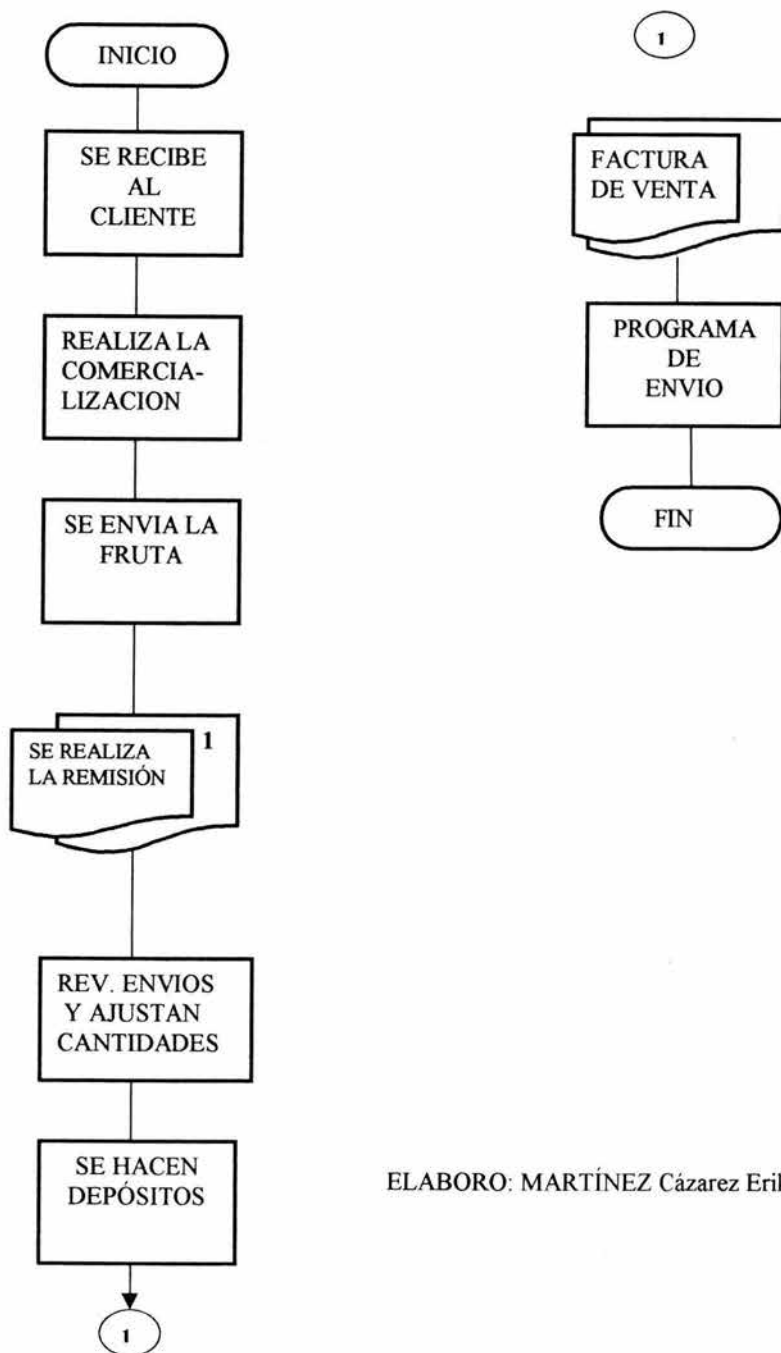 INICIO
SE RECIBE
AL
CLIENTE
REALIZA LA
COMERCIA-
LIZACION
SE ENVIA LA
FRUTA
1
SE REALIZA
LA REMISIÓN
REV. ENVIOS
Y AJUSTAN
CANTIDADES
SE HACEN
DEPÓSITOS
1
1
FACTURA
DE VENTA
PROGRAMA
DE
ENVIO
FIN
ELABORO: MARTÍNEZ Cázarez